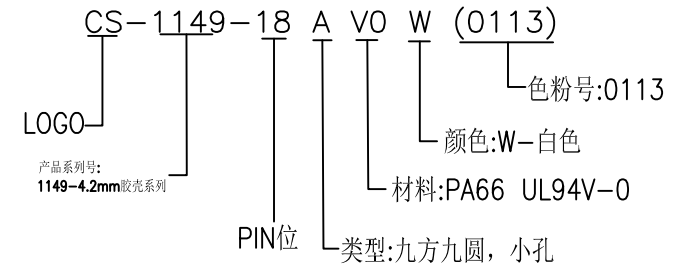 CS-1149-18 A V0 W (0113)
色粉号:0113
LOGO
颜色:W-白色
产品系列号:
1149-4.2mm胶壳系列
材料:PA66 UL94V-0
PIN位
类型:九方九圆，小孔